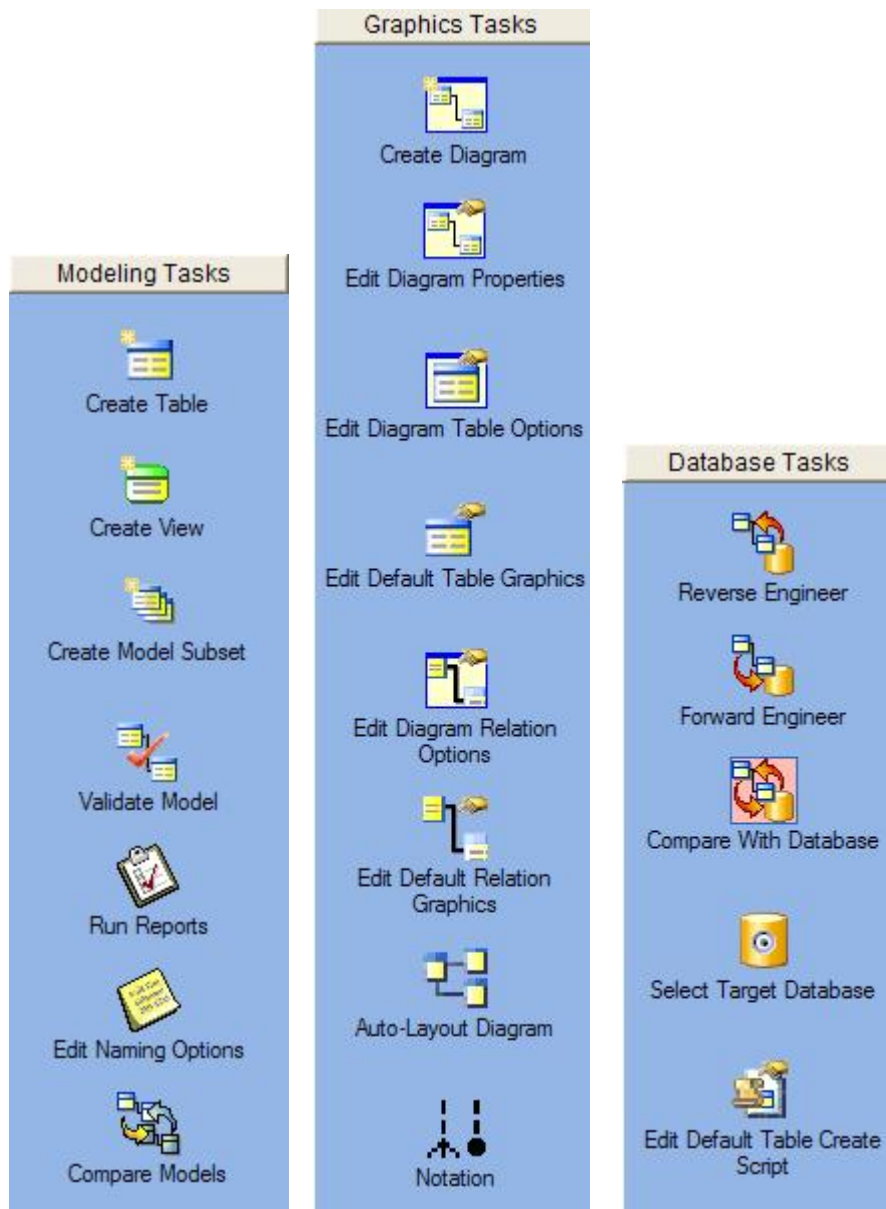 Modeling Tasks
Create Table
Create View
Create Model Subset
Validate Model
Run Reports
Edit Naming Options
Compare Models
Graphics Tasks
Create Diagram
Edit Diagram Properties
Edit Diagram Table Options
Edit Default Table Graphics
Edit Diagram Relation
Options
Edit Default Relation
Graphics
Auto-Layout Diagram
Notation
Database Tasks
Reverse Engineer
Forward Engineer
Compare With Database
Select Target Database
Edit Default Table Create
Script